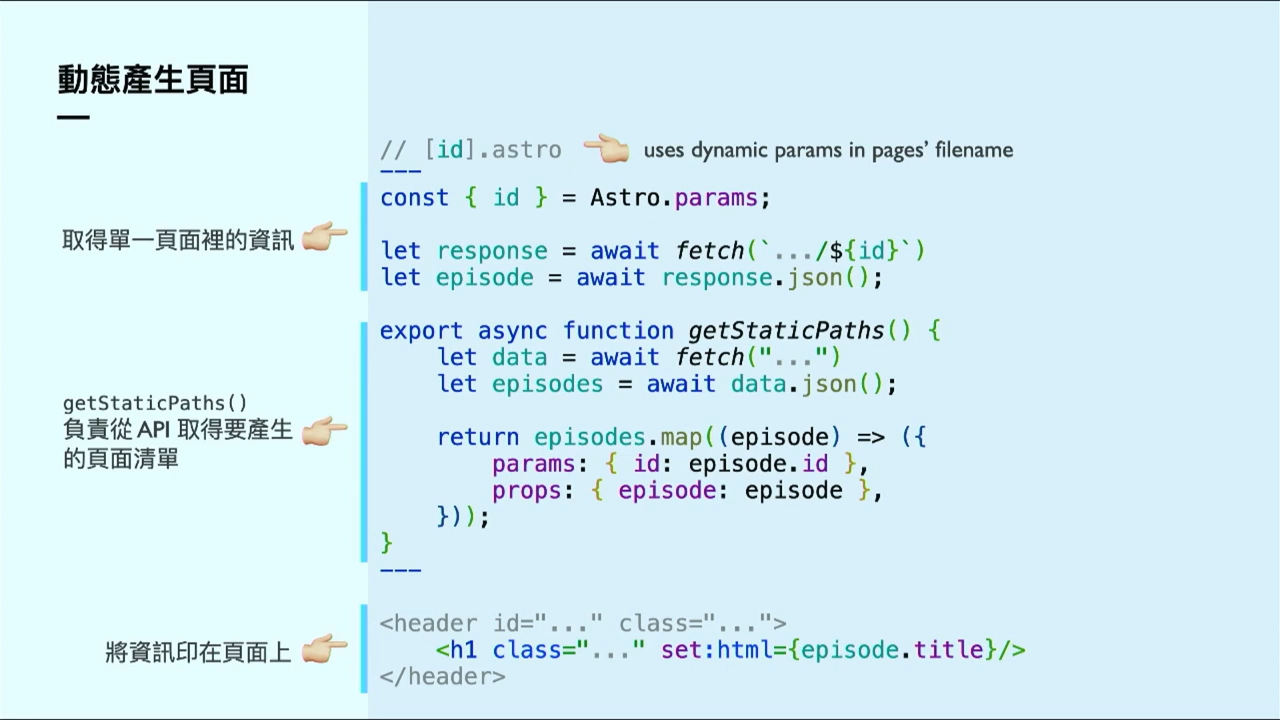 動態產生頁面
// [id].astro 👈 uses dynamic params in pages’ filename
---
const { id } = Astro.params;
取得單一頁面裡的資訊 👉
let response = await fetch(`.../${id}`)
let episode = await response.json();
export async function getStaticPaths() {
let data = await fetch("...")
let episodes = await data.json();
getStaticPaths()
負責從 API 取得要產生 👉
的頁面清單
return episodes.map((episode) => ({
params: { id: episode.id },
props: { episode: episode },
}));
}
---
<header id="..." class="...">
將資訊印在頁面上 👉
<h1 class="..." set:html={episode.title}/>
</header>